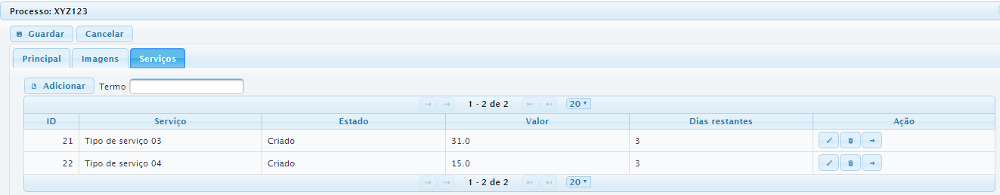 Processo: XYZ123
Guardar Cancelar
Principal Imagens Serviços
Adicionar Termo
1 - 2 de 2 20
ID Serviço Estado Valor Dias restantes Ação
21 Tipo de serviço 03 Criado 31.0 3
22 Tipo de serviço 04 Criado 15.0 3
1 - 2 de 2 20